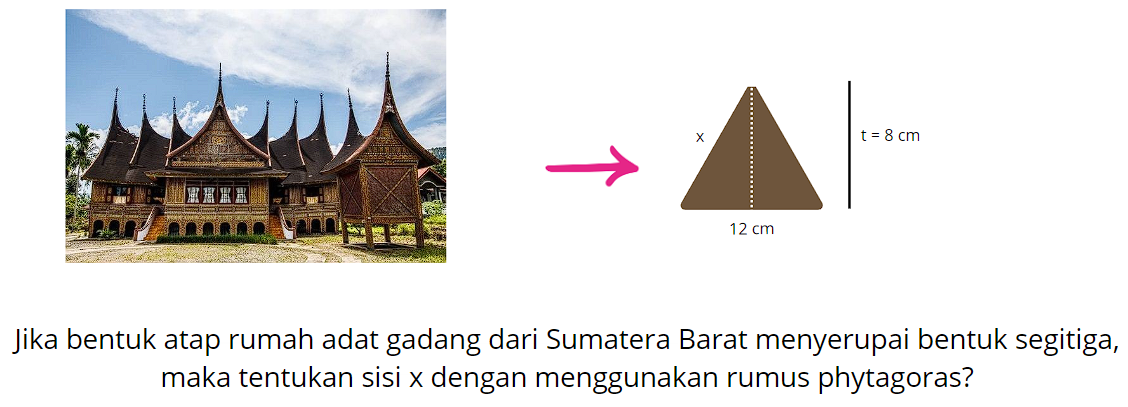 x
t = 8 cm
12 cm
Jika bentuk atap rumah adat gadang dari Sumatera Barat menyerupai bentuk segitiga,
maka tentukan sisi x dengan menggunakan rumus phytagoras?